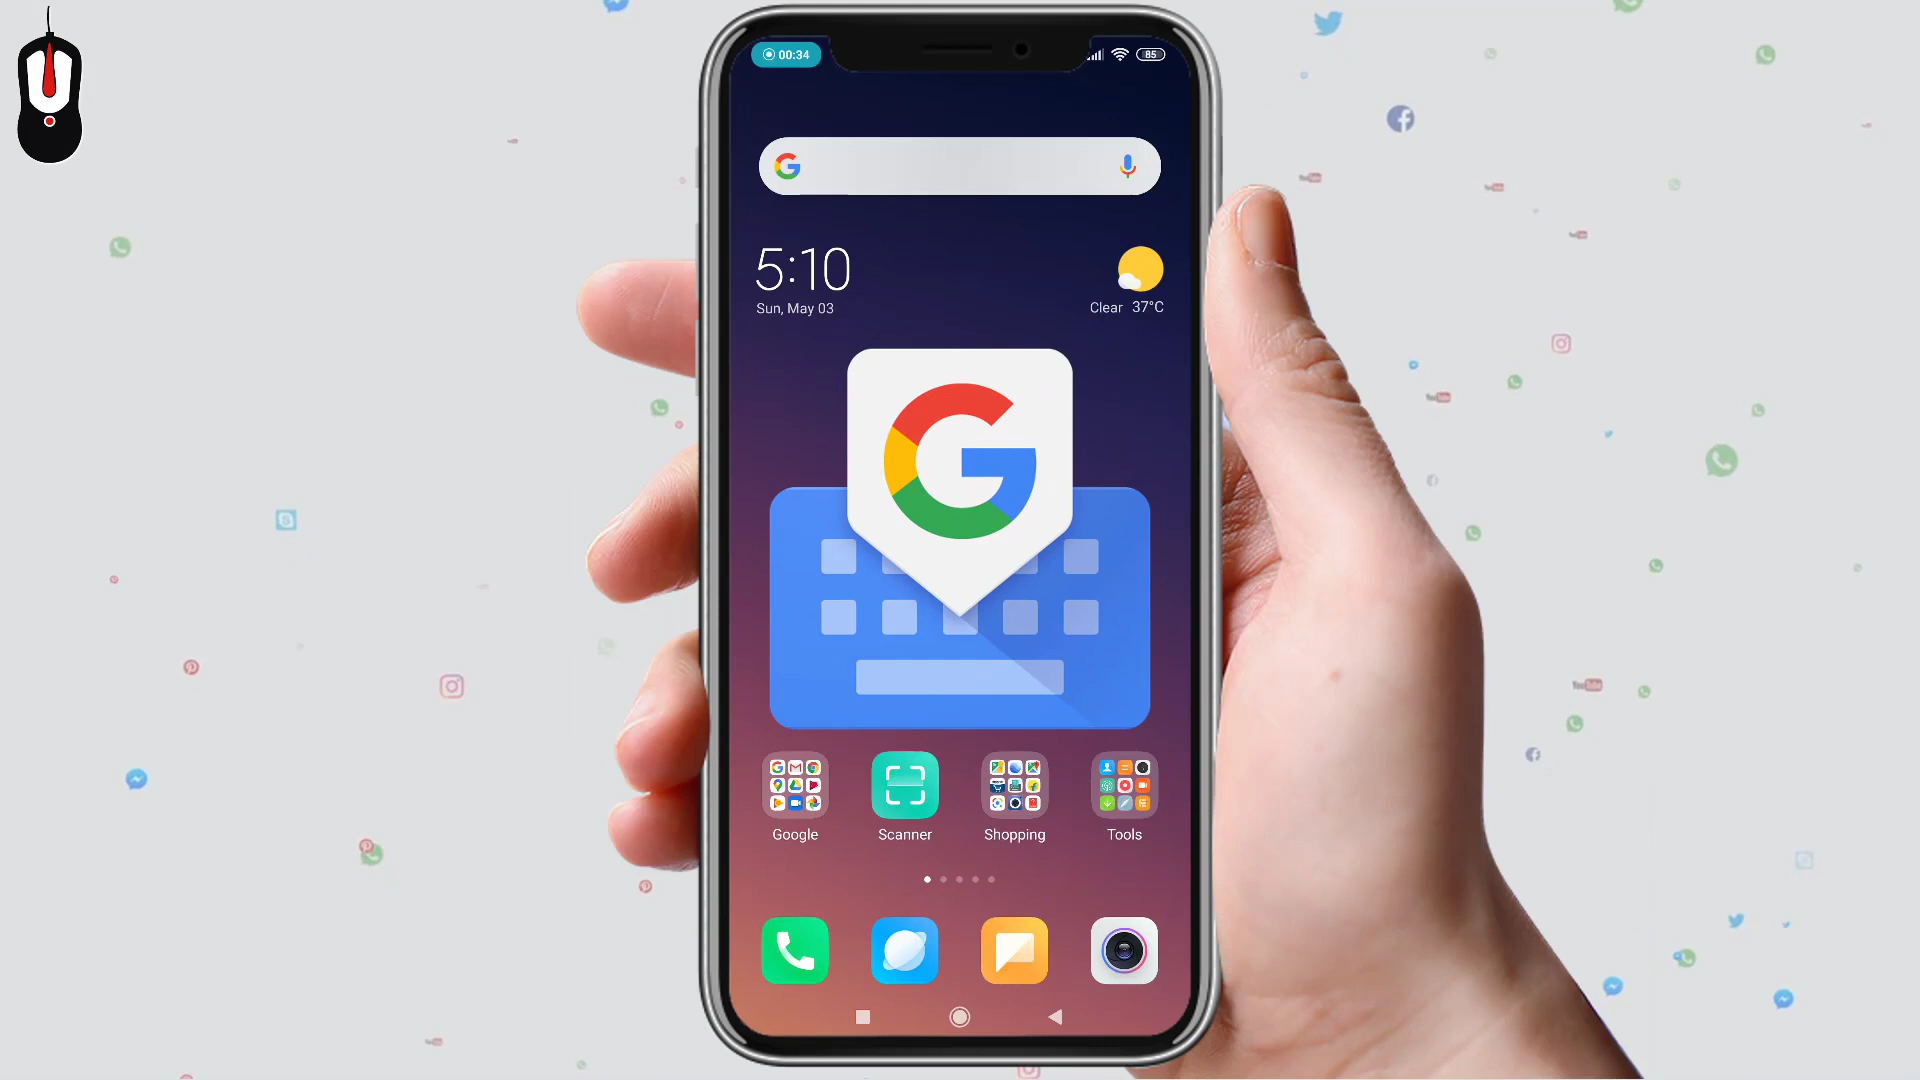 00:34
85
5:10
Sun, May 03
Clear 37°C
Google
Scanner
Shopping
Tools